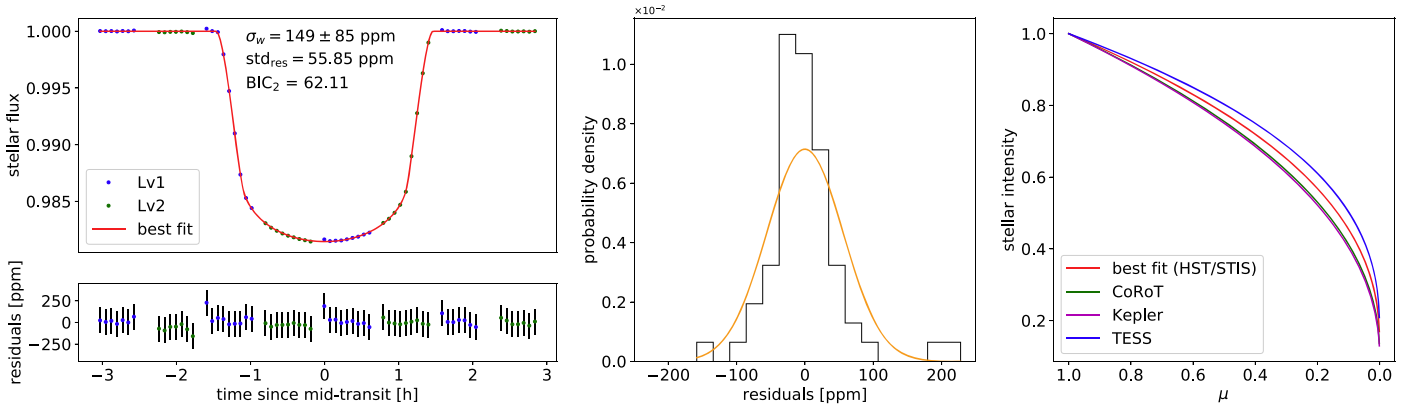 1.000
0.995
0.990
0.985
stellar flux
σ_w = 149 ± 85 ppm
std_res = 55.85 ppm
BIC₂ = 62.11
Lv1
Lv2
best fit
250
0
−250
residuals [ppm]
−3 −2 −1 0 1 2 3
time since mid-transit [h]
×10⁻²
1.0
0.8
0.6
0.4
0.2
0.0
probability density
−200 −100 0 100 200
residuals [ppm]
1.0
0.8
0.6
0.4
0.2
stellar intensity
best fit (HST/STIS)
CoRoT
Kepler
TESS
1.0 0.8 0.6 0.4 0.2 0.0
μ